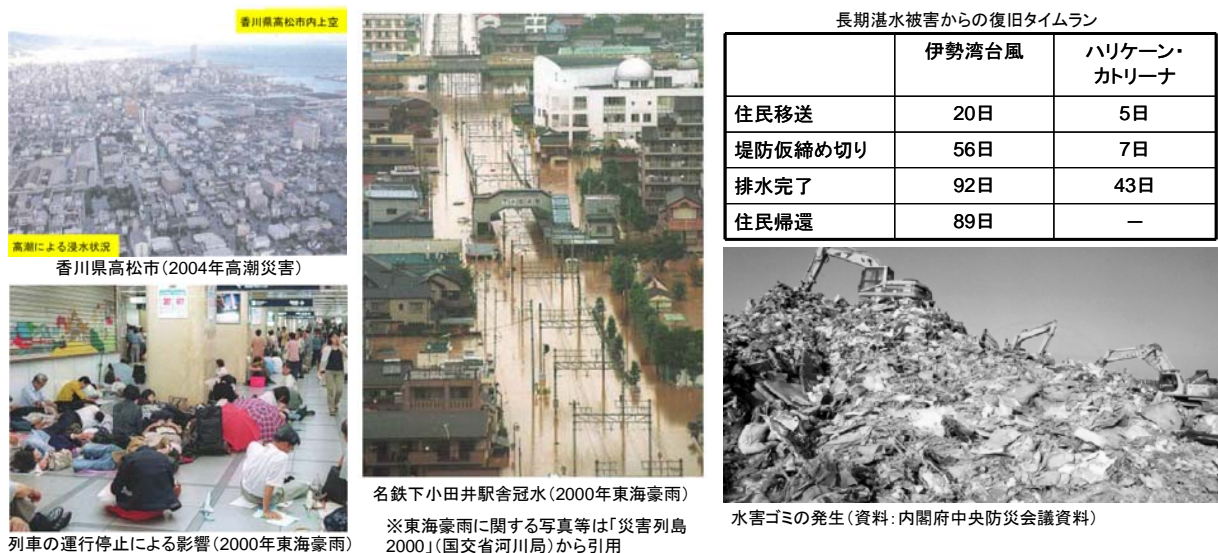 香川県高松市内上空
高潮による浸水状況
香川県高松市(2004年高潮災害)
列車の運行停止による影響(2000年東海豪雨)
名鉄下小田井駅舎冠水(2000年東海豪雨)
※東海豪雨に関する写真等は「災害列島
2000」(国交省河川局)から引用
長期湛水被害からの復旧タイムラン
伊勢湾台風 ハリケーン・
カトリーナ
住民移送 20日 5日
堤防仮締め切り 56日 7日
排水完了 92日 43日
住民帰還 89日 －
水害ゴミの発生(資料:内閣府中央防災会議資料)